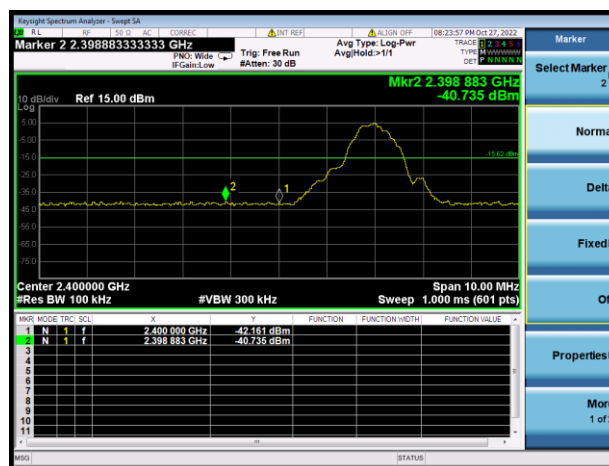 Keysight Spectrum Analyzer - Swept SA
RL RF 50 Ω AC CORREC INT REF ALIGN OFF 08:23:57 PM Oct 27, 2022
Marker 2 2.398883333333 GHz
PNO: Wide
IFGain:Low
Trig: Free Run
#Atten: 30 dB
Avg Type: Log-Pwr
Avg|Hold:>1/1
TRACE 1 2 3 4 5 6
TYPE M W W W W W
DET P N N N N N
Mkr2 2.398 883 GHz
-40.735 dBm
10 dB/div Ref 15.00 dBm
Log
5.00
-5.00
-15.0
-25.0
-35.0
-45.0
-55.0
-65.0
-75.0
-15.62 dBm
2
1
Center 2.400000 GHz Span 10.00 MHz
#Res BW 100 kHz #VBW 300 kHz Sweep 1.000 ms (601 pts)
MKR MODE TRC SCL X Y FUNCTION FUNCTION WIDTH FUNCTION VALUE
1 N 1 f 2.400 000 GHz -42.161 dBm
2 N 1 f 2.398 883 GHz -40.735 dBm
3
4
5
6
7
8
9
10
11
MSG STATUS
Marker
Select Marker
2
Norma
Delt
Fixed
Of
Properties
More
1 of